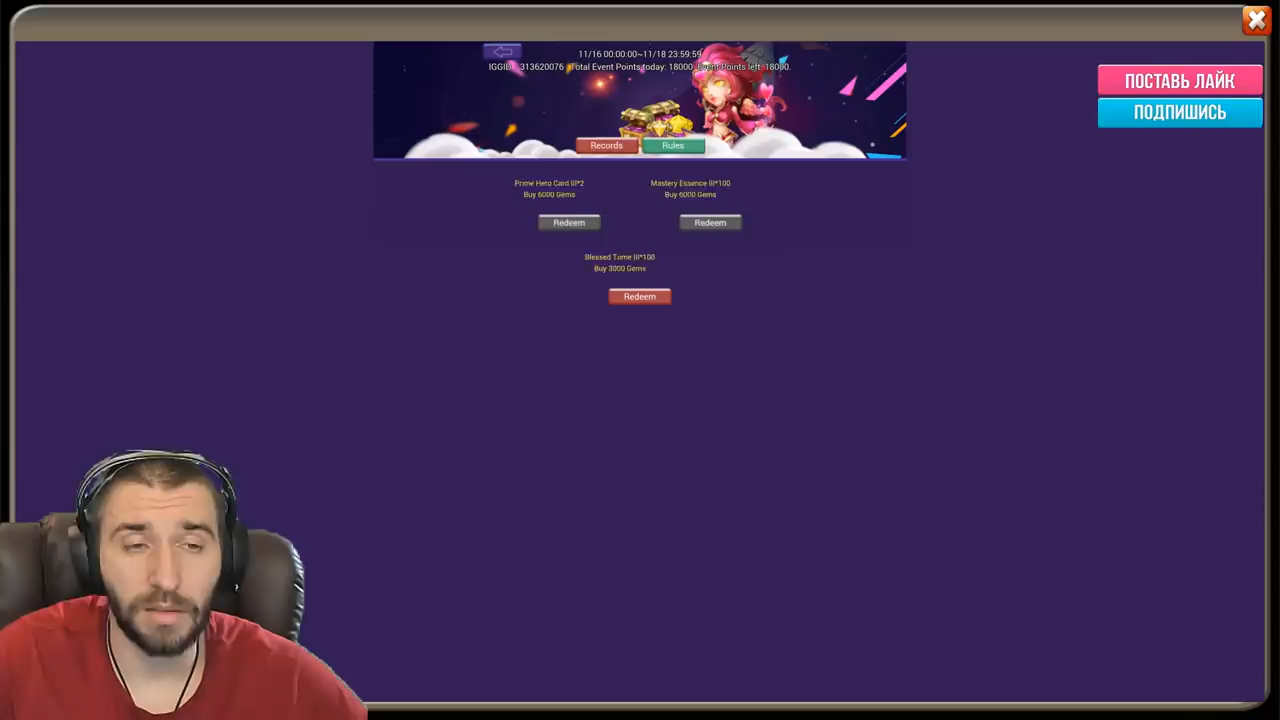 11/16 00:00:00~11/18 23:59:59
IGGID: 313620076 Total Event Points today: 18000. Event Points left: 18000.
ПОСТАВЬ ЛАЙК
ПОДПИШИСЬ
Records
Rules
Prime Hero Card III*2
Buy 6000 Gems
Redeem
Mastery Essence III*100
Buy 6000 Gems
Redeem
Blessed Tome III*100
Buy 3000 Gems
Redeem